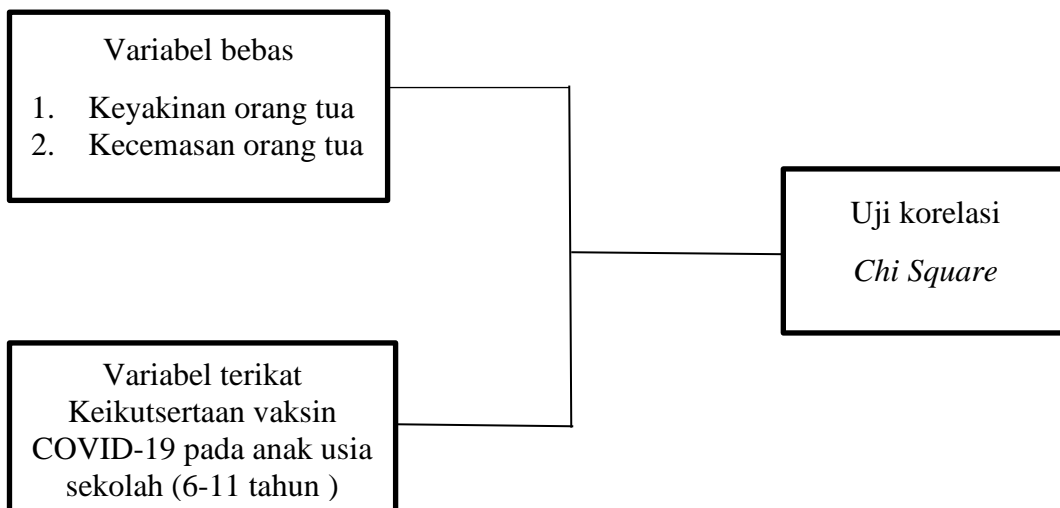 Variabel bebas
1. Keyakinan orang tua
2. Kecemasan orang tua
Uji korelasi
Chi Square
Variabel terikat
Keikutsertaan vaksin
COVID-19 pada anak usia
sekolah (6-11 tahun )